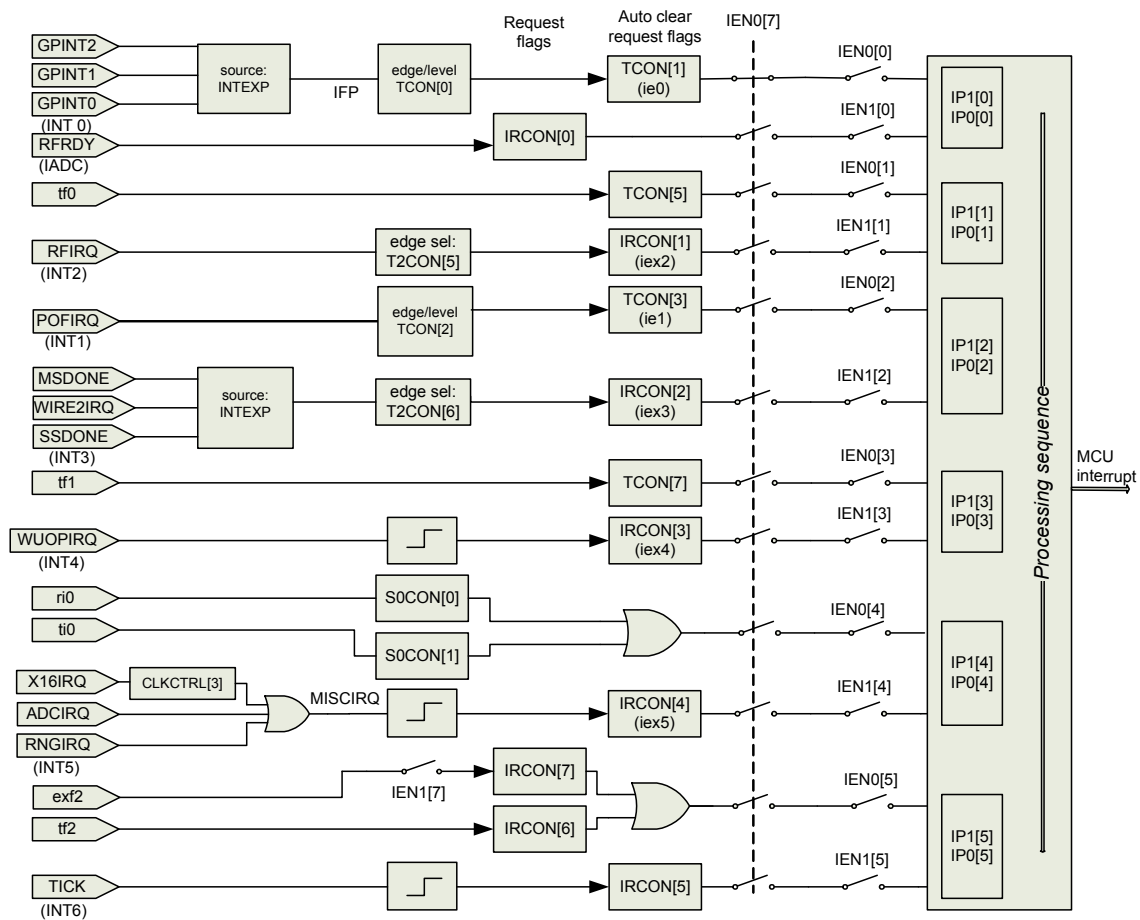 Request
flags
Auto clear
request flags
IEN0[7]
GPINT2
GPINT1
GPINT0
(INT 0)
source:
INTEXP
IFP
edge/level
TCON[0]
TCON[1]
(ie0)
IEN0[0]
IP1[0]
IP0[0]
RFRDY
(IADC)
IRCON[0]
IEN1[0]
tf0
TCON[5]
IEN0[1]
IP1[1]
IP0[1]
RFIRQ
(INT2)
edge sel:
T2CON[5]
IRCON[1]
(iex2)
IEN1[1]
POFIRQ
(INT1)
edge/level
TCON[2]
TCON[3]
(ie1)
IEN0[2]
IP1[2]
IP0[2]
MSDONE
WIRE2IRQ
SSDONE
(INT3)
source:
INTEXP
edge sel:
T2CON[6]
IRCON[2]
(iex3)
IEN1[2]
tf1
TCON[7]
IEN0[3]
IP1[3]
IP0[3]
WUOPIRQ
(INT4)
IRCON[3]
(iex4)
IEN1[3]
Processing sequence
MCU
interrupt
ri0
ti0
S0CON[0]
S0CON[1]
IEN0[4]
IP1[4]
IP0[4]
X16IRQ
CLKCTRL[3]
ADCIRQ
RNGIRQ
(INT5)
MISCIRQ
IRCON[4]
(iex5)
IEN1[4]
exf2
IEN1[7]
IRCON[7]
tf2
IRCON[6]
IEN0[5]
IP1[5]
IP0[5]
TICK
(INT6)
IRCON[5]
IEN1[5]